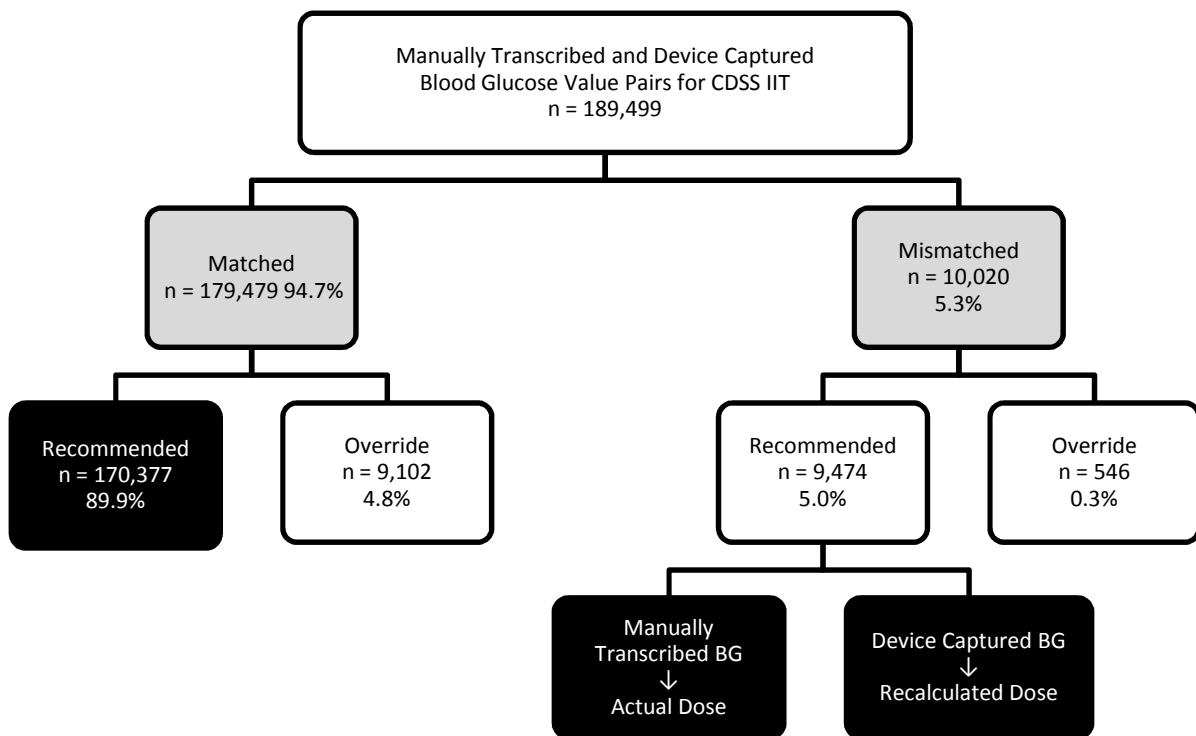 Manually Transcribed and Device Captured
Blood Glucose Value Pairs for CDSS IIT
n = 189,499
Matched
n = 179,479 94.7%
Mismatched
n = 10,020
5.3%
Recommended
n = 170,377
89.9%
Override
n = 9,102
4.8%
Recommended
n = 9,474
5.0%
Override
n = 546
0.3%
Manually
Transcribed BG
↓
Actual Dose
Device Captured BG
↓
Recalculated Dose